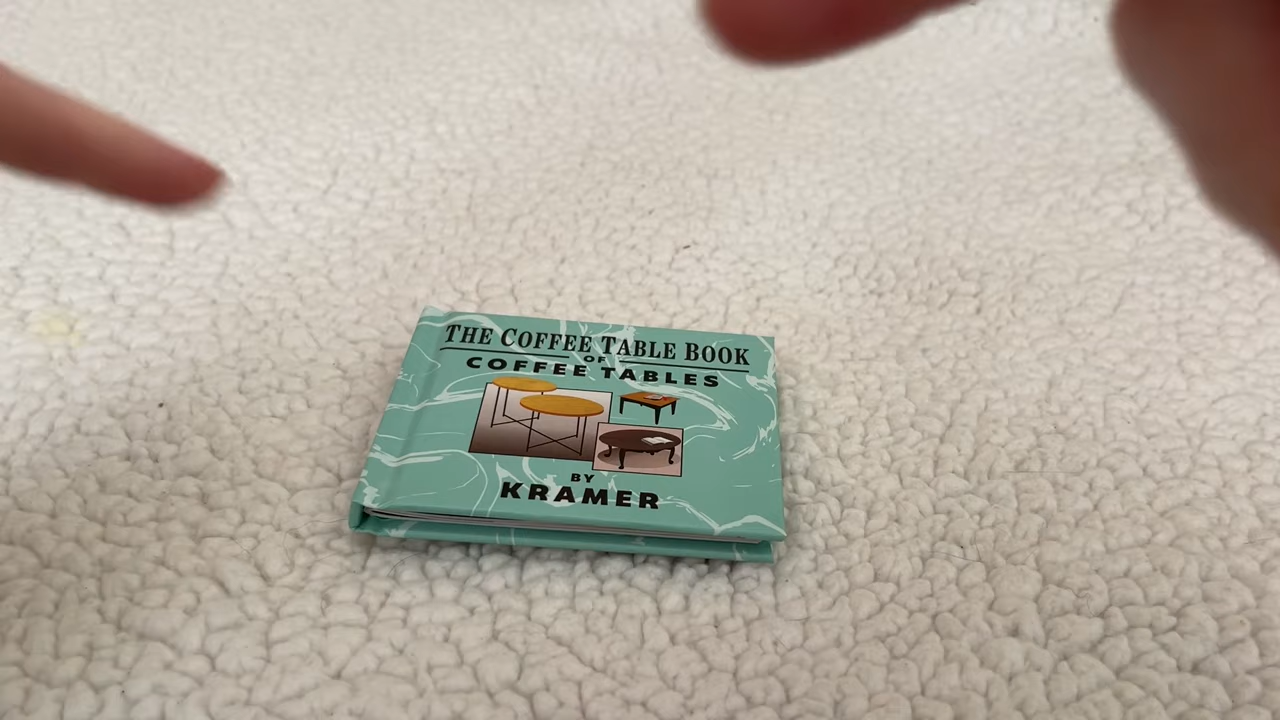 THE COFFEE TABLE BOOK
OF
COFFEE TABLES
BY
KRAMER